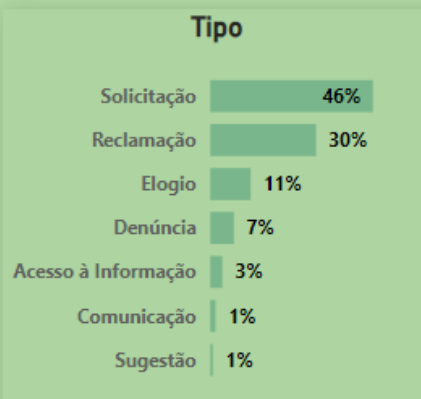 Tipo
Solicitação 46%
Reclamação 30%
Elogio 11%
Denúncia 7%
Acesso à Informação 3%
Comunicação 1%
Sugestão 1%